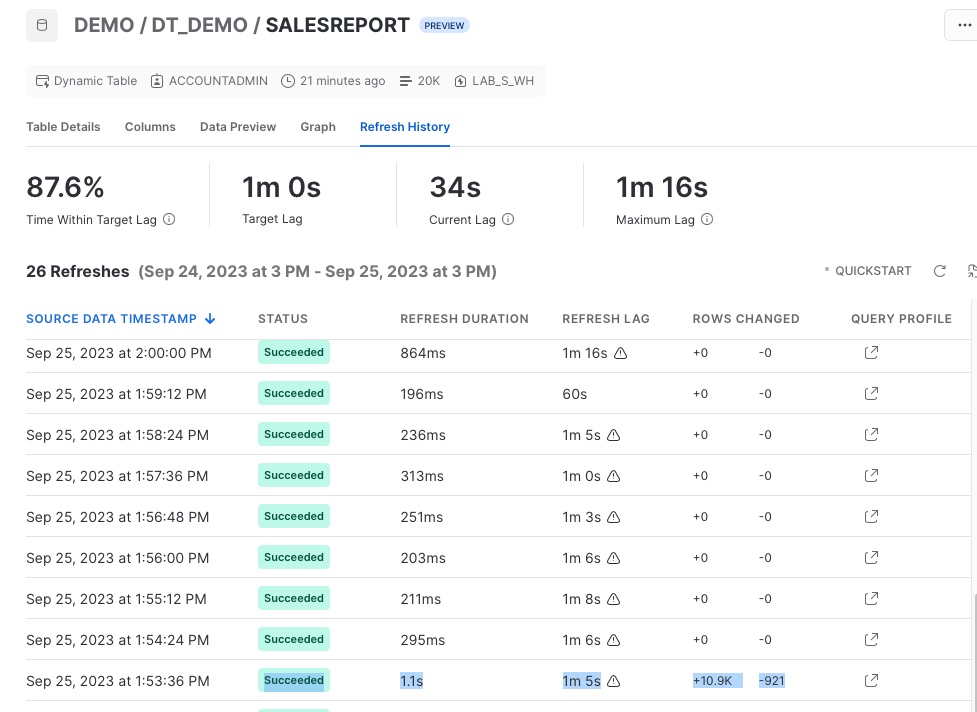 DEMO / DT_DEMO / SALESREPORT PREVIEW
Dynamic Table ACCOUNTADMIN 21 minutes ago 20K LAB_S_WH
Table Details Columns Data Preview Graph Refresh History
87.6% 1m 0s 34s 1m 16s
Time Within Target Lag Target Lag Current Lag Maximum Lag
26 Refreshes (Sep 24, 2023 at 3 PM - Sep 25, 2023 at 3 PM) QUICKSTART
SOURCE DATA TIMESTAMP STATUS REFRESH DURATION REFRESH LAG ROWS CHANGED QUERY PROFILE
Sep 25, 2023 at 2:00:00 PM Succeeded 864ms 1m 16s +0 -0
Sep 25, 2023 at 1:59:12 PM Succeeded 196ms 60s +0 -0
Sep 25, 2023 at 1:58:24 PM Succeeded 236ms 1m 5s +0 -0
Sep 25, 2023 at 1:57:36 PM Succeeded 313ms 1m 0s +0 -0
Sep 25, 2023 at 1:56:48 PM Succeeded 251ms 1m 3s +0 -0
Sep 25, 2023 at 1:56:00 PM Succeeded 203ms 1m 6s +0 -0
Sep 25, 2023 at 1:55:12 PM Succeeded 211ms 1m 8s +0 -0
Sep 25, 2023 at 1:54:24 PM Succeeded 295ms 1m 6s +0 -0
Sep 25, 2023 at 1:53:36 PM Succeeded 1.1s 1m 5s +10.9K -921